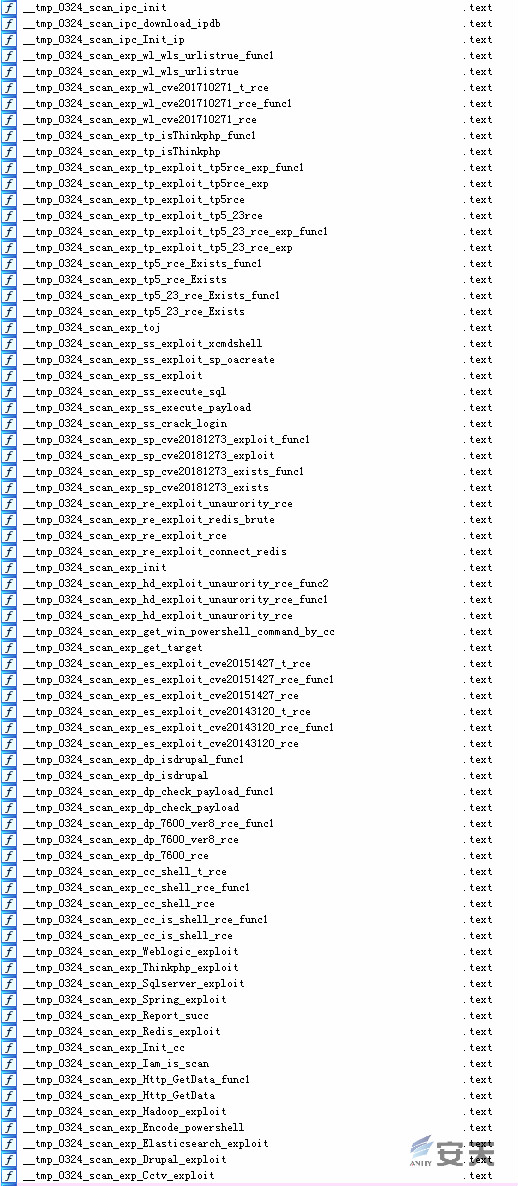 __tmp_0324_scan_ipc_init .text
__tmp_0324_scan_ipc_download_ipdb .text
__tmp_0324_scan_ipc_Init_ip .text
__tmp_0324_scan_exp_wl_wls_urlistrue_func1 .text
__tmp_0324_scan_exp_wl_wls_urlistrue .text
__tmp_0324_scan_exp_wl_cve201710271_t_rce .text
__tmp_0324_scan_exp_wl_cve201710271_rce_func1 .text
__tmp_0324_scan_exp_wl_cve201710271_rce .text
__tmp_0324_scan_exp_tp_isThinkphp_func1 .text
__tmp_0324_scan_exp_tp_isThinkphp .text
__tmp_0324_scan_exp_tp_exploit_tp5rce_exp_func1 .text
__tmp_0324_scan_exp_tp_exploit_tp5rce_exp .text
__tmp_0324_scan_exp_tp_exploit_tp5rce .text
__tmp_0324_scan_exp_tp_exploit_tp5_23rce .text
__tmp_0324_scan_exp_tp_exploit_tp5_23_rce_exp_func1 .text
__tmp_0324_scan_exp_tp_exploit_tp5_23_rce_exp .text
__tmp_0324_scan_exp_tp5_rce_Exists_func1 .text
__tmp_0324_scan_exp_tp5_rce_Exists .text
__tmp_0324_scan_exp_tp5_23_rce_Exists_func1 .text
__tmp_0324_scan_exp_tp5_23_rce_Exists .text
__tmp_0324_scan_exp_toj .text
__tmp_0324_scan_exp_ss_exploit_xcmdshell .text
__tmp_0324_scan_exp_ss_exploit_sp_oacreate .text
__tmp_0324_scan_exp_ss_exploit .text
__tmp_0324_scan_exp_ss_execute_sql .text
__tmp_0324_scan_exp_ss_execute_payload .text
__tmp_0324_scan_exp_ss_crack_login .text
__tmp_0324_scan_exp_sp_cve20181273_exploit_func1 .text
__tmp_0324_scan_exp_sp_cve20181273_exploit .text
__tmp_0324_scan_exp_sp_cve20181273_exists_func1 .text
__tmp_0324_scan_exp_sp_cve20181273_exists .text
__tmp_0324_scan_exp_re_exploit_unaurority_rce .text
__tmp_0324_scan_exp_re_exploit_redis_brute .text
__tmp_0324_scan_exp_re_exploit_rce .text
__tmp_0324_scan_exp_re_exploit_connect_redis .text
__tmp_0324_scan_exp_init .text
__tmp_0324_scan_exp_hd_exploit_unaurority_rce_func2 .text
__tmp_0324_scan_exp_hd_exploit_unaurority_rce_func1 .text
__tmp_0324_scan_exp_hd_exploit_unaurority_rce .text
__tmp_0324_scan_exp_get_win_powershell_command_by_cc .text
__tmp_0324_scan_exp_get_target .text
__tmp_0324_scan_exp_es_exploit_cve20151427_t_rce .text
__tmp_0324_scan_exp_es_exploit_cve20151427_rce_func1 .text
__tmp_0324_scan_exp_es_exploit_cve20151427_rce .text
__tmp_0324_scan_exp_es_exploit_cve20143120_t_rce .text
__tmp_0324_scan_exp_es_exploit_cve20143120_rce_func1 .text
__tmp_0324_scan_exp_es_exploit_cve20143120_rce .text
__tmp_0324_scan_exp_dp_isdrupal_func1 .text
__tmp_0324_scan_exp_dp_isdrupal .text
__tmp_0324_scan_exp_dp_check_payload_func1 .text
__tmp_0324_scan_exp_dp_check_payload .text
__tmp_0324_scan_exp_dp_7600_ver8_rce_func1 .text
__tmp_0324_scan_exp_dp_7600_ver8_rce .text
__tmp_0324_scan_exp_dp_7600_rce .text
__tmp_0324_scan_exp_cc_shell_t_rce .text
__tmp_0324_scan_exp_cc_shell_rce_func1 .text
__tmp_0324_scan_exp_cc_shell_rce .text
__tmp_0324_scan_exp_cc_is_shell_rce_func1 .text
__tmp_0324_scan_exp_cc_is_shell_rce .text
__tmp_0324_scan_exp_Weblogic_exploit .text
__tmp_0324_scan_exp_Thinkphp_exploit .text
__tmp_0324_scan_exp_Sqlserver_exploit .text
__tmp_0324_scan_exp_Spring_exploit .text
__tmp_0324_scan_exp_Report_succ .text
__tmp_0324_scan_exp_Redis_exploit .text
__tmp_0324_scan_exp_Init_cc .text
__tmp_0324_scan_exp_Iam_is_scan .text
__tmp_0324_scan_exp_Http_GetData_func1 .text
__tmp_0324_scan_exp_Http_GetData .text
__tmp_0324_scan_exp_Hadoop_exploit .text
__tmp_0324_scan_exp_Encode_powershell .text
__tmp_0324_scan_exp_Elasticsearch_exploit .text
__tmp_0324_scan_exp_Drupal_exploit .text
__tmp_0324_scan_exp_Cctv_exploit .text
ANTIY 安天